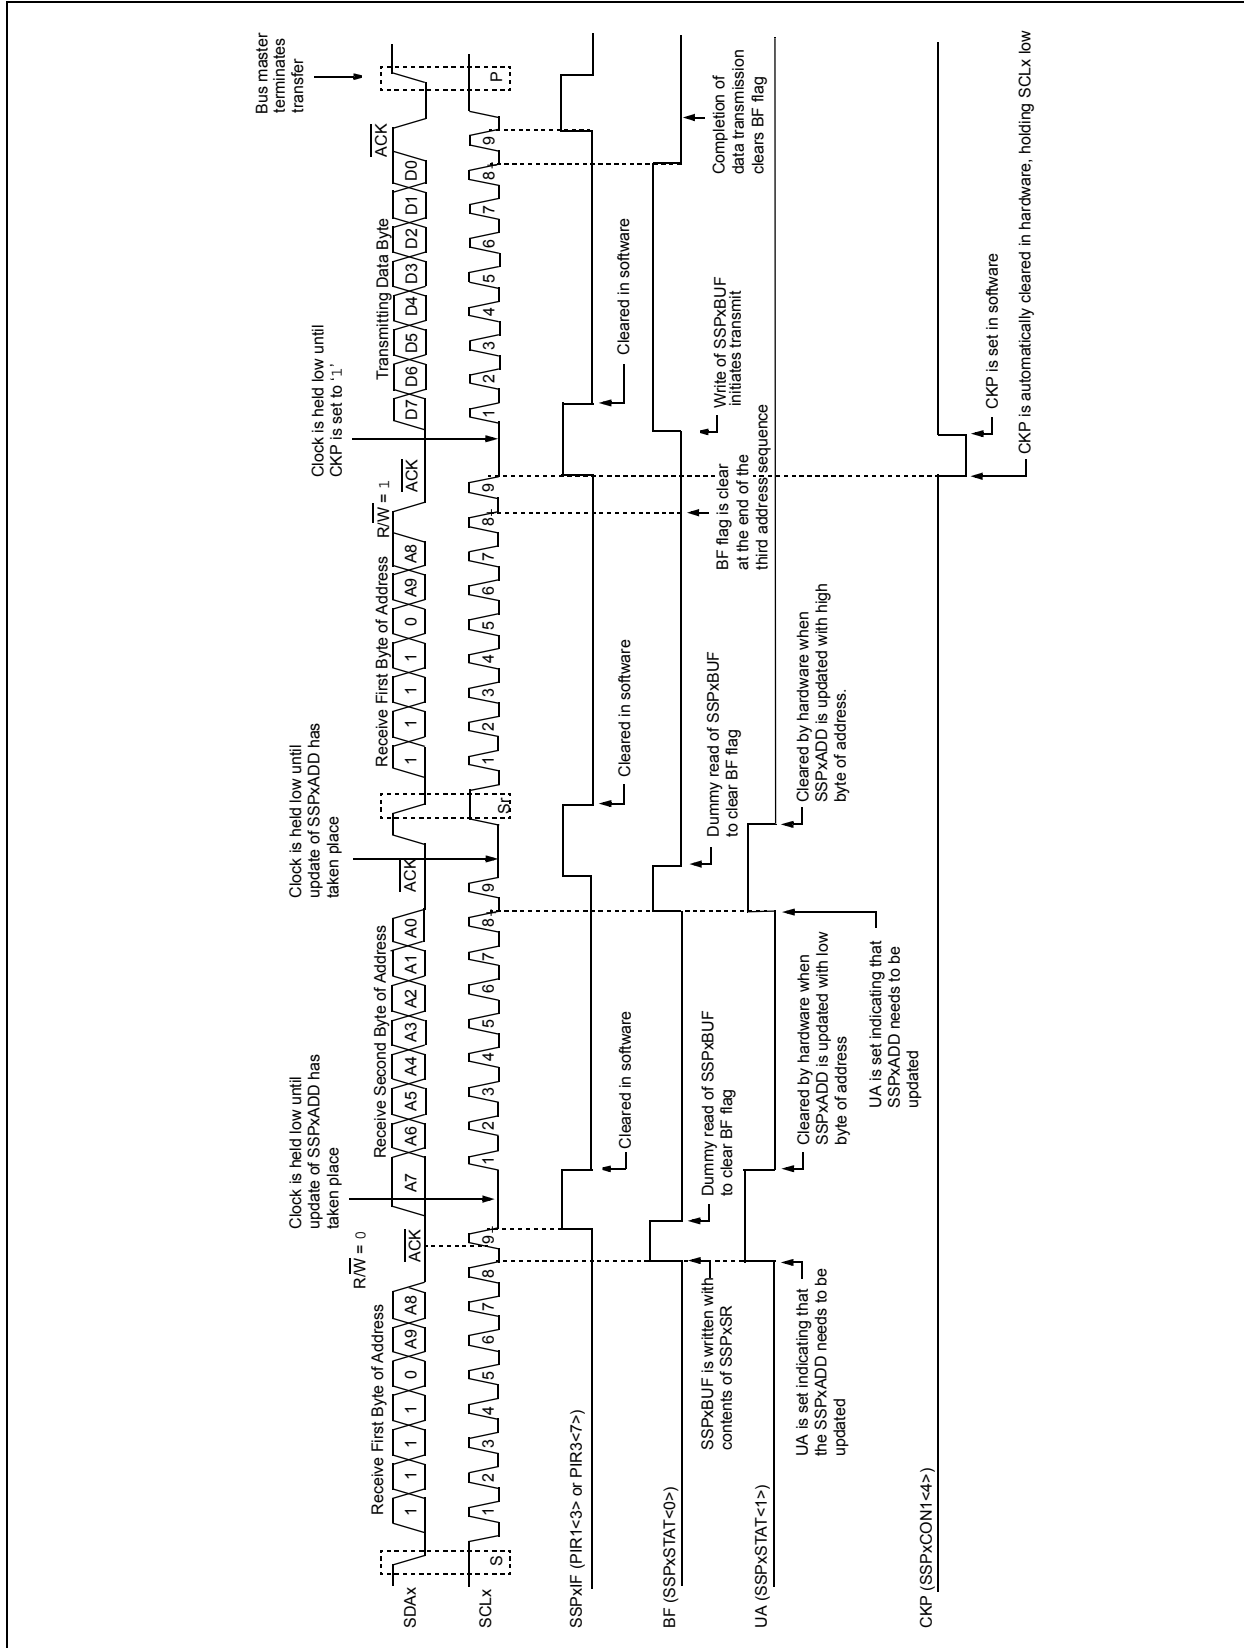 Bus master
terminates
transfer
Clock is held low until
CKP is set to ‘1’
Clock is held low until
update of SSPxADD has
taken place
Clock is held low until
update of SSPxADD has
taken place
R/W = 0
R/W = 1
Receive First Byte of Address
ACK
Receive Second Byte of Address
ACK
Receive First Byte of Address
ACK
Transmitting Data Byte
ACK
SDAx
1 1 1 1 0 A9 A8
A7 A6 A5 A4 A3 A2 A1 A0
1 1 1 1 0 A9 A8
D7 D6 D5 D4 D3 D2 D1 D0
SCLx
S
1 2 3 4 5 6 7 8 9
1 2 3 4 5 6 7 8 9
Sr
1 2 3 4 5 6 7 8 9
1 2 3 4 5 6 7 8 9
P
SSPxIF (PIR1<3> or PIR3<7>)
Cleared in software
Cleared in software
Cleared in software
BF (SSPxSTAT<0>)
SSPxBUF is written with
contents of SSPxSR
Dummy read of SSPxBUF
to clear BF flag
Dummy read of SSPxBUF
to clear BF flag
BF flag is clear
at the end of the
third address sequence
Write of SSPxBUF
initiates transmit
Completion of
data transmission
clears BF flag
UA (SSPxSTAT<1>)
UA is set indicating that
the SSPxADD needs to be
updated
Cleared by hardware when
SSPxADD is updated with low
byte of address
UA is set indicating that
SSPxADD needs to be
updated
Cleared by hardware when
SSPxADD is updated with high
byte of address.
CKP (SSPxCON1<4>)
CKP is set in software
CKP is automatically cleared in hardware, holding SCLx low